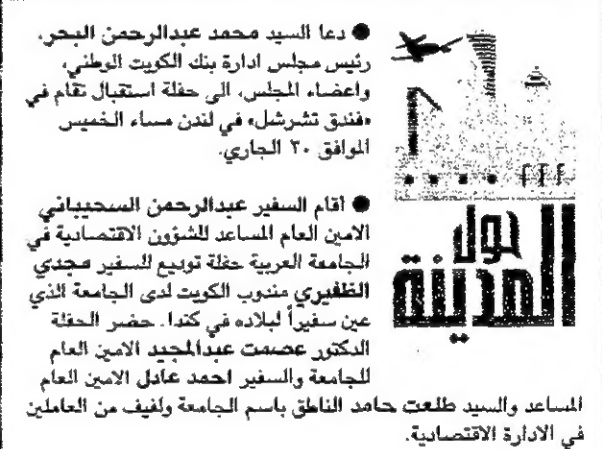 ● دعا السيد محمد عبدالرحمن البحر،
رئيس مجلس ادارة بنك الكويت الوطني،
واعضاء المجلس، الى حفلة استقبال تقام في
«فندق تشرشل» في لندن مساء الخميس
الموافق ٢٠ الجاري.
● اقام السفير عبدالرحمن السحيباني
الامين العام المساعد للشؤون الاقتصادية في
الجامعة العربية حفلة توديع للسفير مجدي
الظفيري مندوب الكويت لدى الجامعة الذي
عين سفيراً لبلاده في كندا. حضر الحفلة
الدكتور عصمت عبدالمجيد الامين العام
للجامعة والسفير احمد عادل الامين العام
المساعد والسيد طلعت حامد الناطق باسم الجامعة ولفيف من العاملين
في الادارة الاقتصادية.
حول
المدينة